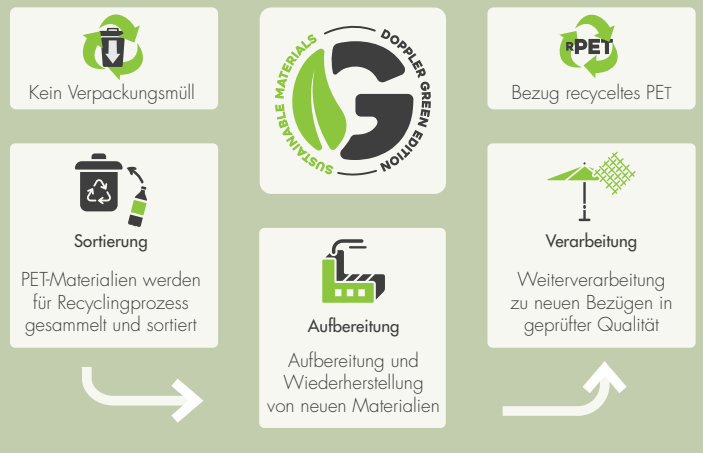 Kein Verpackungsmüll
SUSTAINABLE MATERIALS
DOPPLER GREEN EDITION
G
RPET
Bezug recyceltes PET
Sortierung
PET-Materialien werden
für Recyclingprozess
gesammelt und sortiert
Aufbereitung
Aufbereitung und
Wiederherstellung
von neuen Materialien
Verarbeitung
Weiterverarbeitung
zu neuen Bezügen in
geprüfter Qualität